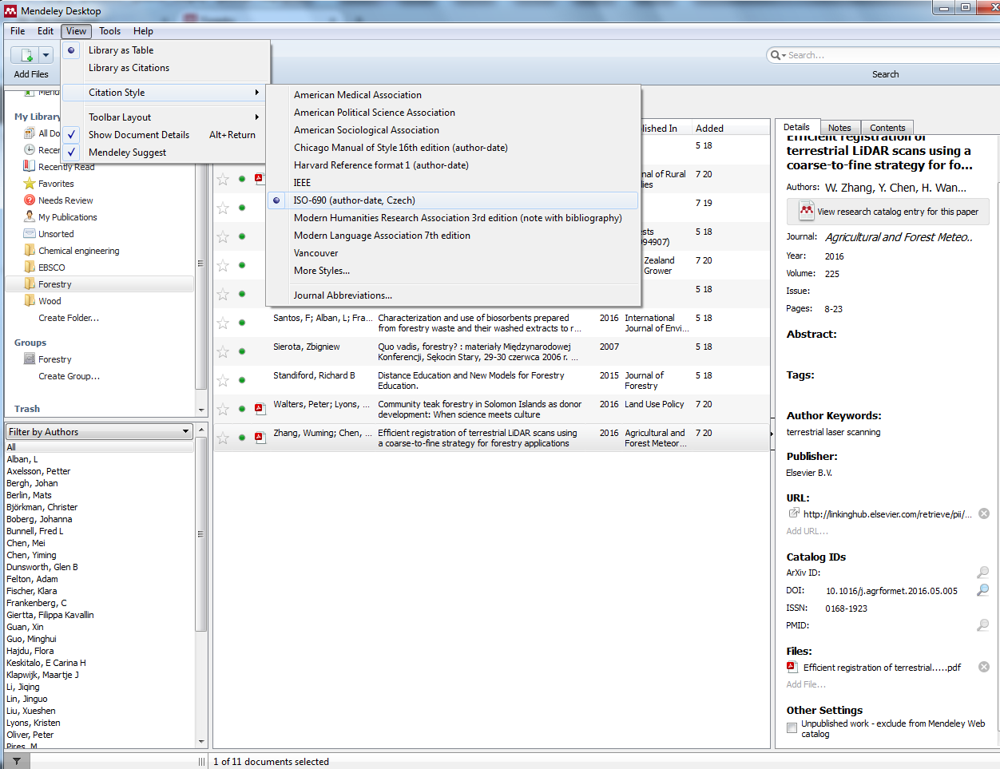 Mendeley Desktop
File Edit View Tools Help
Add Files
Search...
Search
Library as Table
Library as Citations
Citation Style
Toolbar Layout
Show Document Details Alt+Return
Mendeley Suggest
American Medical Association
American Political Science Association
American Sociological Association
Chicago Manual of Style 16th edition (author-date)
Harvard Reference format 1 (author-date)
IEEE
ISO-690 (author-date, Czech)
Modern Humanities Research Association 3rd edition (note with bibliography)
Modern Language Association 7th edition
Vancouver
More Styles...
Journal Abbreviations...
My Library
All Do
Recen
Recently Read
Favorites
Needs Review
My Publications
Unsorted
Chemical engineering
EBSCO
Forestry
Wood
Create Folder...
Groups
Forestry
Create Group...
Trash
Filter by Authors
All
Alban, L
Axelsson, Petter
Bergh, Johan
Berlin, Mats
Björkman, Christer
Boberg, Johanna
Bunnell, Fred L
Chen, Mei
Chen, Yiming
Dunsworth, Glen B
Felton, Adam
Fischer, Klara
Frankenberg, C
Giertta, Filippa Kavallin
Guan, Xin
Guo, Minghui
Hajdu, Flora
Keskitalo, E Carina H
Klapwijk, Maartje J
Li, Jiqing
Lin, Jinguo
Liu, Xueshen
Lyons, Kristen
Oliver, Peter
Pires, M
lished In Added
5 18
nal of Rural 7 20
lies
7 19
ests 5 18
94907)
Zealand 7 20
Grower
5 18
Santos, F; Alban, L; Fra... Characterization and use of biosorbents prepared 2016 International 5 18
from forestry waste and their washed extracts to r... Journal of Envi...
Sierota, Zbigniew Quo vadis, forestry? : materiały Międzynarodowej 2007 5 18
Konferencji, Sękocin Stary, 29-30 czerwca 2006 r. ...
Standiford, Richard B Distance Education and New Models for Forestry 2015 Journal of 5 18
Education. Forestry
Walters, Peter; Lyons, ... Community teak forestry in Solomon Islands as donor 2016 Land Use Policy 7 20
development: When science meets culture
Zhang, Wuming; Chen, ... Efficient registration of terrestrial LiDAR scans using 2016 Agricultural and 7 20
a coarse-to-fine strategy for forestry applications Forest Meteor...
1 of 11 documents selected
Details Notes Contents
Efficient registration of
terrestrial LiDAR scans using a
coarse-to-fine strategy for fo...
Authors: W. Zhang, Y. Chen, H. Wan...
View research catalog entry for this paper
Journal: Agricultural and Forest Meteo..
Year: 2016
Volume: 225
Issue:
Pages: 8-23
Abstract:
Tags:
Author Keywords:
terrestrial laser scanning
Publisher:
Elsevier B.V.
URL:
http://linkinghub.elsevier.com/retrieve/pii/...
Add URL...
Catalog IDs
ArXiv ID:
DOI: 10.1016/j.agrformet.2016.05.005
ISSN: 0168-1923
PMID:
Files:
Efficient registration of terrestrial.....pdf
Add File...
Other Settings
Unpublished work - exclude from Mendeley Web
catalog